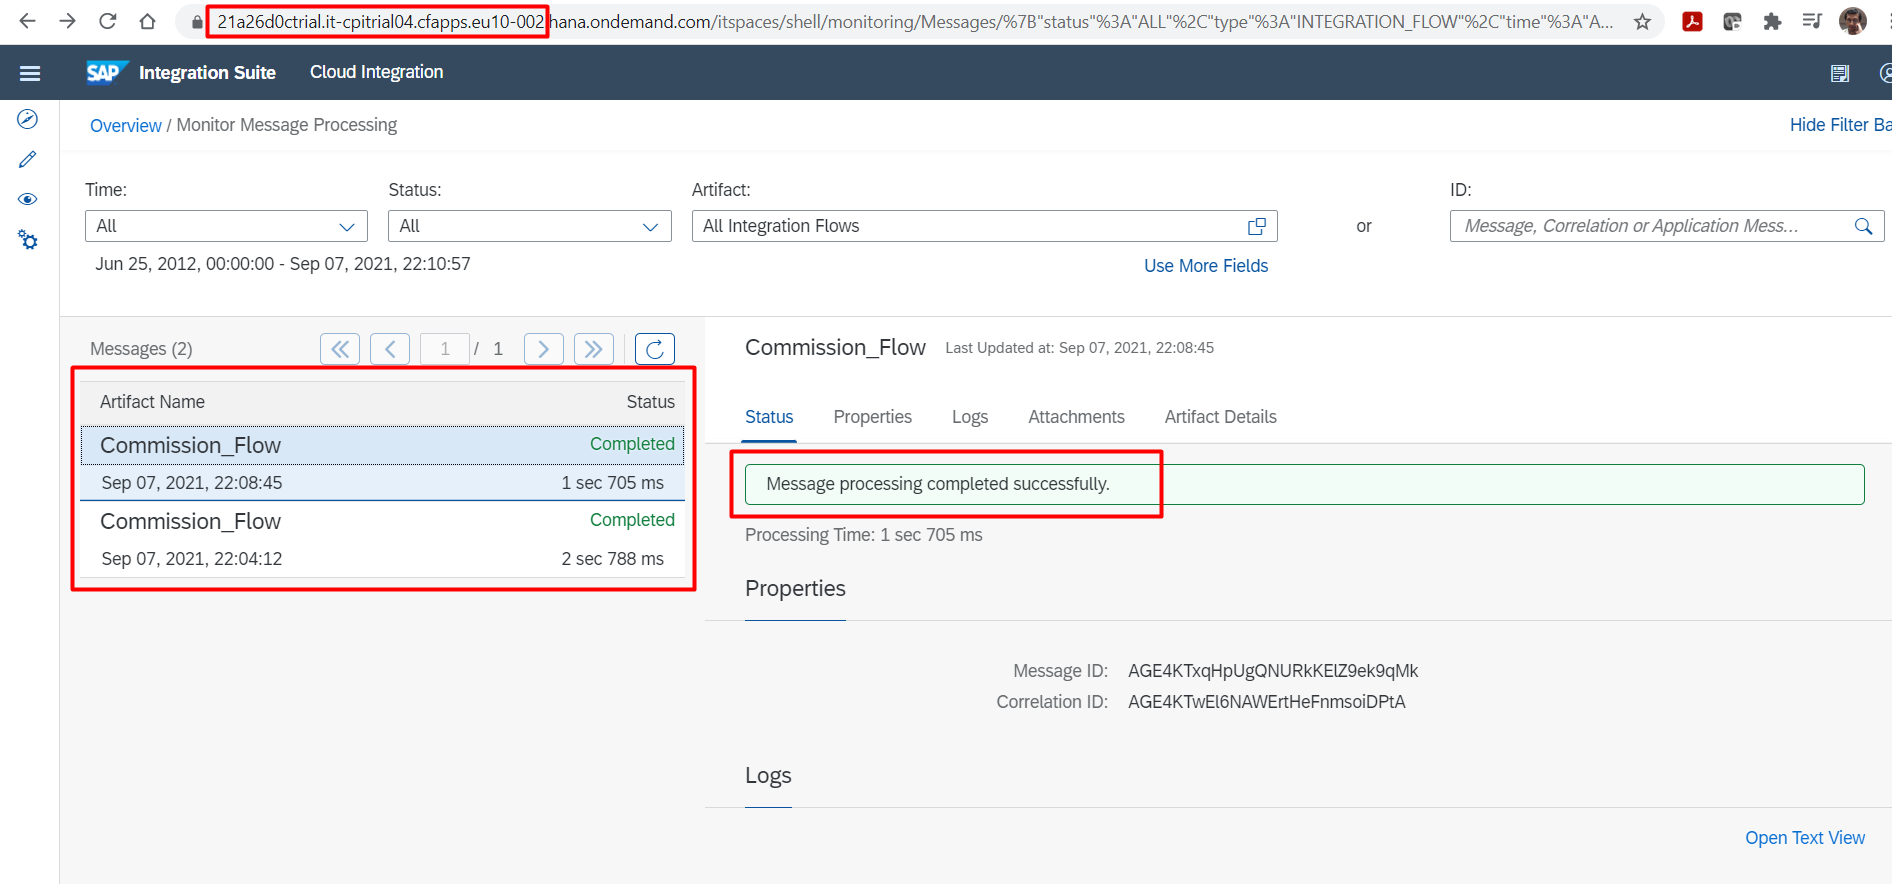 21a26d0ctrial.it-cpitrial04.cfapps.eu10-002.hana.ondemand.com/itspaces/shell/monitoring/Messages/%7B"status"%3A"ALL"%2C"type"%3A"INTEGRATION_FLOW"%2C"time"%3A"A...
SAP Integration Suite Cloud Integration
Overview / Monitor Message Processing
Hide Filter Ba
Time: Status: Artifact: ID:
All All All Integration Flows or Message, Correlation or Application Mess...
Jun 25, 2012, 00:00:00 - Sep 07, 2021, 22:10:57
Use More Fields
Messages (2) 1 / 1
Artifact Name Status
Commission_Flow Completed
Sep 07, 2021, 22:08:45 1 sec 705 ms
Commission_Flow Completed
Sep 07, 2021, 22:04:12 2 sec 788 ms
Commission_Flow Last Updated at: Sep 07, 2021, 22:08:45
Status Properties Logs Attachments Artifact Details
Message processing completed successfully.
Processing Time: 1 sec 705 ms
Properties
Message ID: AGE4KTxqHpUgQNURkKElZ9ek9qMk
Correlation ID: AGE4KTwEl6NAWErtHeFnmsoiDPtA
Logs
Open Text View